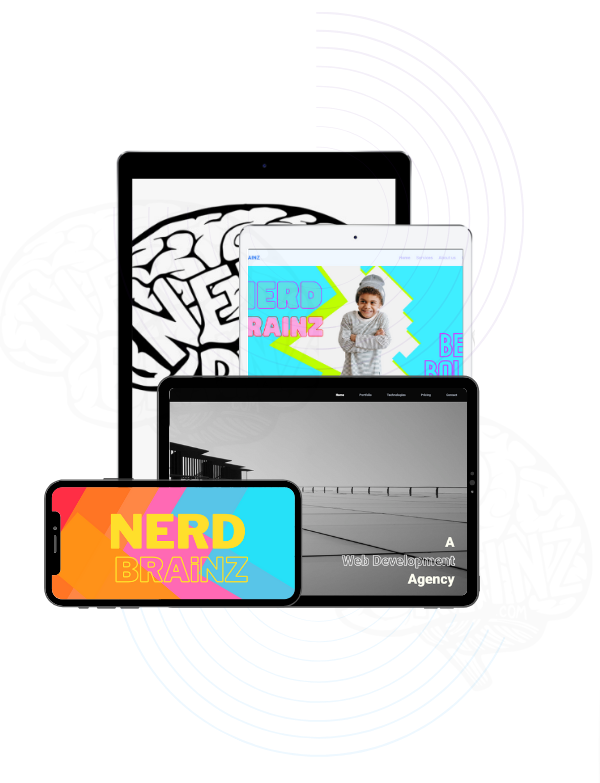 NE
AINZ
Home Portfolio About us
NERD
BRAINZ
BE
BOL
Home Portfolio Technologies Pricing Contact
A
Web Development
Agency
NERD
BRAiNZ